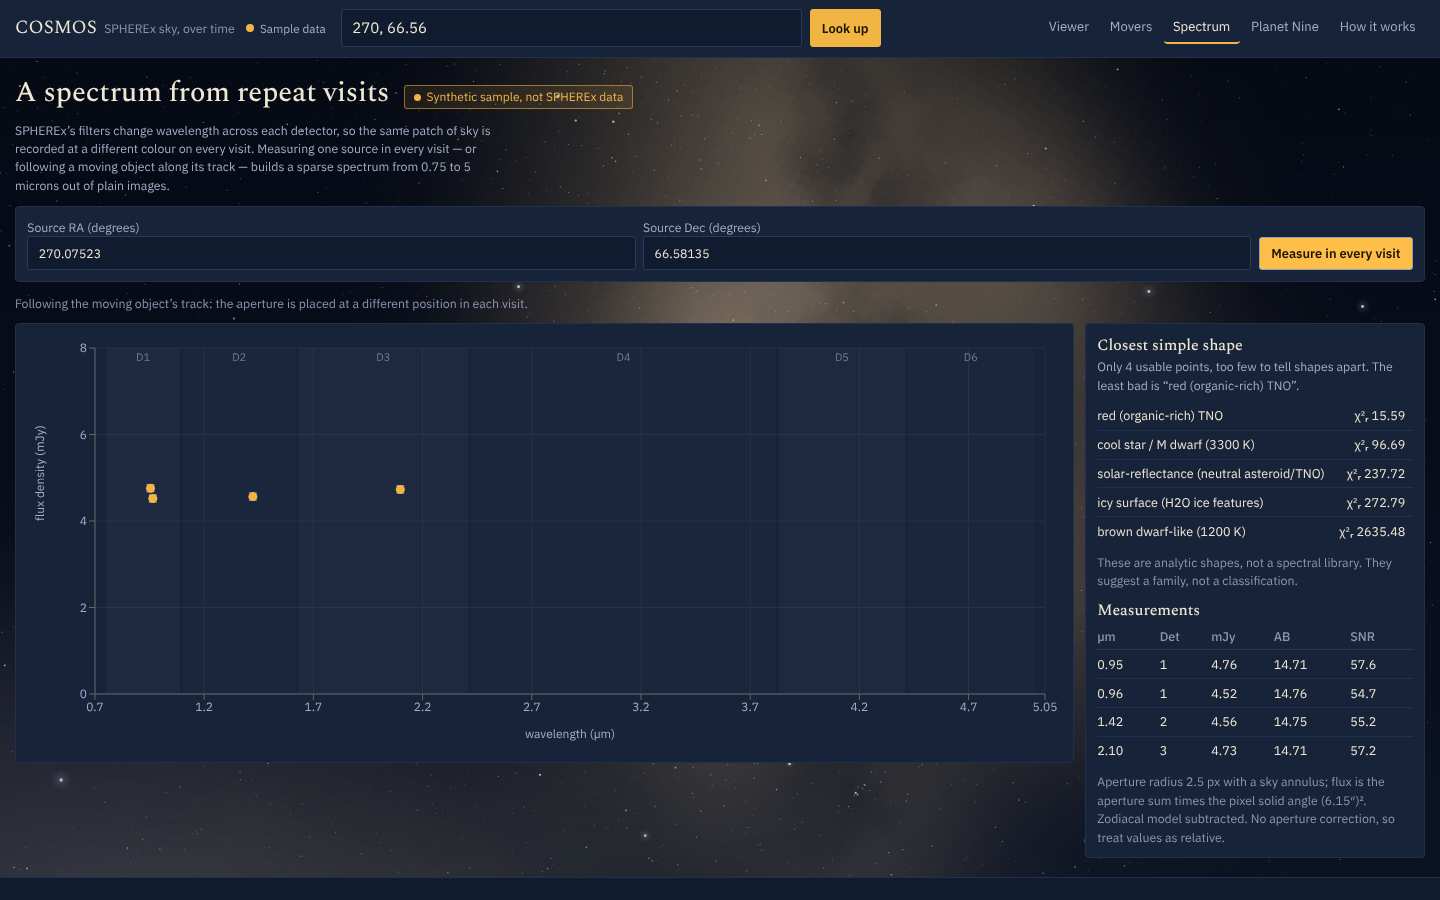 COSMOS SPHEREx sky, over time Sample data 270, 66.56 Look up Viewer Movers Spectrum Planet Nine How it works
A spectrum from repeat visits Synthetic sample, not SPHEREx data
SPHEREx’s filters change wavelength across each detector, so the same patch of sky is
recorded at a different colour on every visit. Measuring one source in every visit — or
following a moving object along its track — builds a sparse spectrum from 0.75 to 5
microns out of plain images.
Source RA (degrees) Source Dec (degrees)
270.07523 66.58135 Measure in every visit
Following the moving object’s track: the aperture is placed at a different position in each visit.
D1 D2 D3 D4 D5 D6
8
6
4
2
0
flux density (mJy)
0.7 1.2 1.7 2.2 2.7 3.2 3.7 4.2 4.7 5.05
wavelength (µm)
Closest simple shape
Only 4 usable points, too few to tell shapes apart. The
least bad is “red (organic-rich) TNO”.
red (organic-rich) TNO χ²ᵣ 15.59
cool star / M dwarf (3300 K) χ²ᵣ 96.69
solar-reflectance (neutral asteroid/TNO) χ²ᵣ 237.72
icy surface (H2O ice features) χ²ᵣ 272.79
brown dwarf-like (1200 K) χ²ᵣ 2635.48
These are analytic shapes, not a spectral library. They
suggest a family, not a classification.
Measurements
µm Det mJy AB SNR
0.95 1 4.76 14.71 57.6
0.96 1 4.52 14.76 54.7
1.42 2 4.56 14.75 55.2
2.10 3 4.73 14.71 57.2
Aperture radius 2.5 px with a sky annulus; flux is the
aperture sum times the pixel solid angle (6.15″)².
Zodiacal model subtracted. No aperture correction, so
treat values as relative.